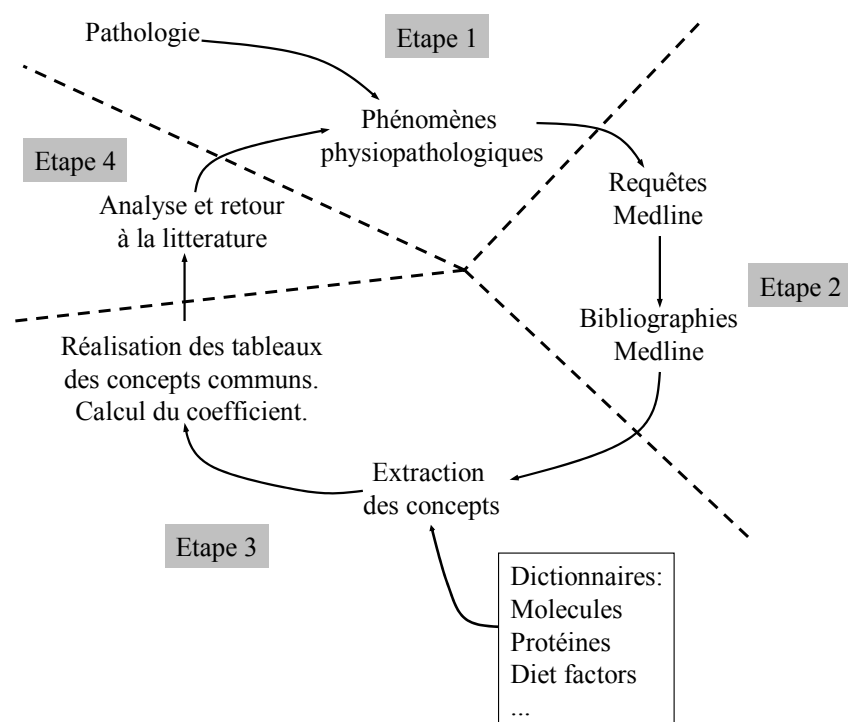 Pathologie
Etape 1
Phénomènes
physiopathologiques
Etape 4
Analyse et retour
à la litterature
Requêtes
Medline
Etape 2
Bibliographies
Medline
Réalisation des tableaux
des concepts communs.
Calcul du coefficient.
Extraction
des concepts
Etape 3
Dictionnaires:
Molecules
Protéines
Diet factors
...